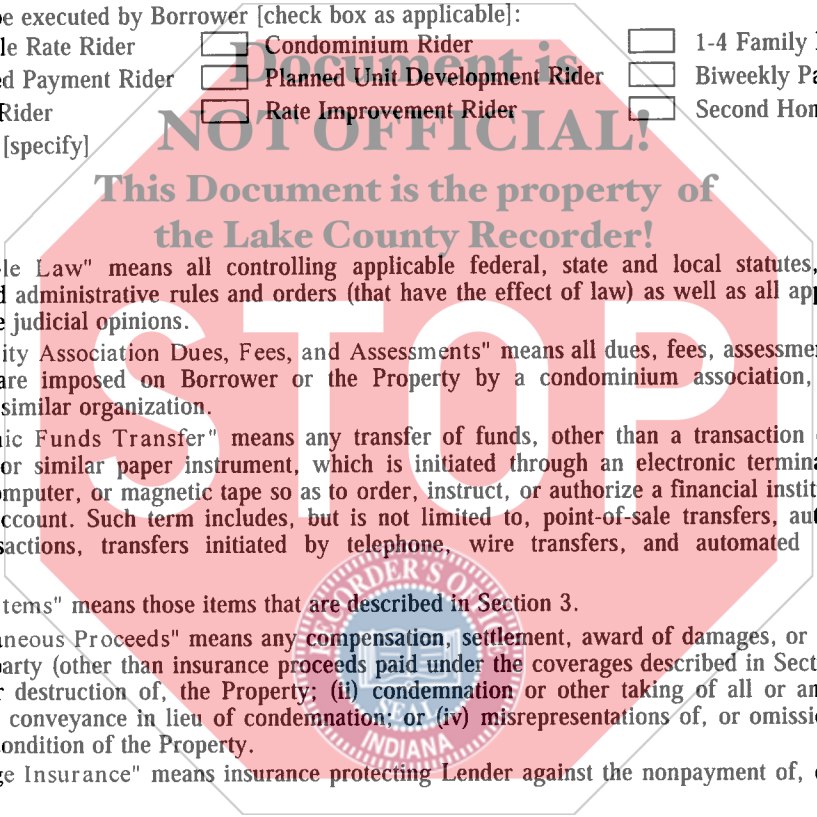 be executed by Borrower [check box as applicable]:
le Rate Rider Condominium Rider 1-4 Family
ed Payment Rider Planned Unit Development Rider Biweekly Pa
Rider Rate Improvement Rider Second Hom
[specify]
Document is
NOT OFFICIAL!
This Document is the property of
the Lake County Recorder!
le Law" means all controlling applicable federal, state and local statutes,
d administrative rules and orders (that have the effect of law) as well as all app
e judicial opinions.
ity Association Dues, Fees, and Assessments" means all dues, fees, assessme
are imposed on Borrower or the Property by a condominium association,
similar organization.
ic Funds Transfer" means any transfer of funds, other than a transaction
or similar paper instrument, which is initiated through an electronic termina
mputer, or magnetic tape so as to order, instruct, or authorize a financial instit
ccount. Such term includes, but is not limited to, point-of-sale transfers, aut
sactions, transfers initiated by telephone, wire transfers, and automated
STOP
tems" means those items that are described in Section 3.
aneous Proceeds" means any compensation, settlement, award of damages, or
party (other than insurance proceeds paid under the coverages described in Sect
r destruction of, the Property; (ii) condemnation or other taking of all or an
conveyance in lieu of condemnation; or (iv) misrepresentations of, or omissi
ondition of the Property.
ge Insurance" means insurance protecting Lender against the nonpayment of,
RECORDER'S OFFICE
SEAL
INDIANA